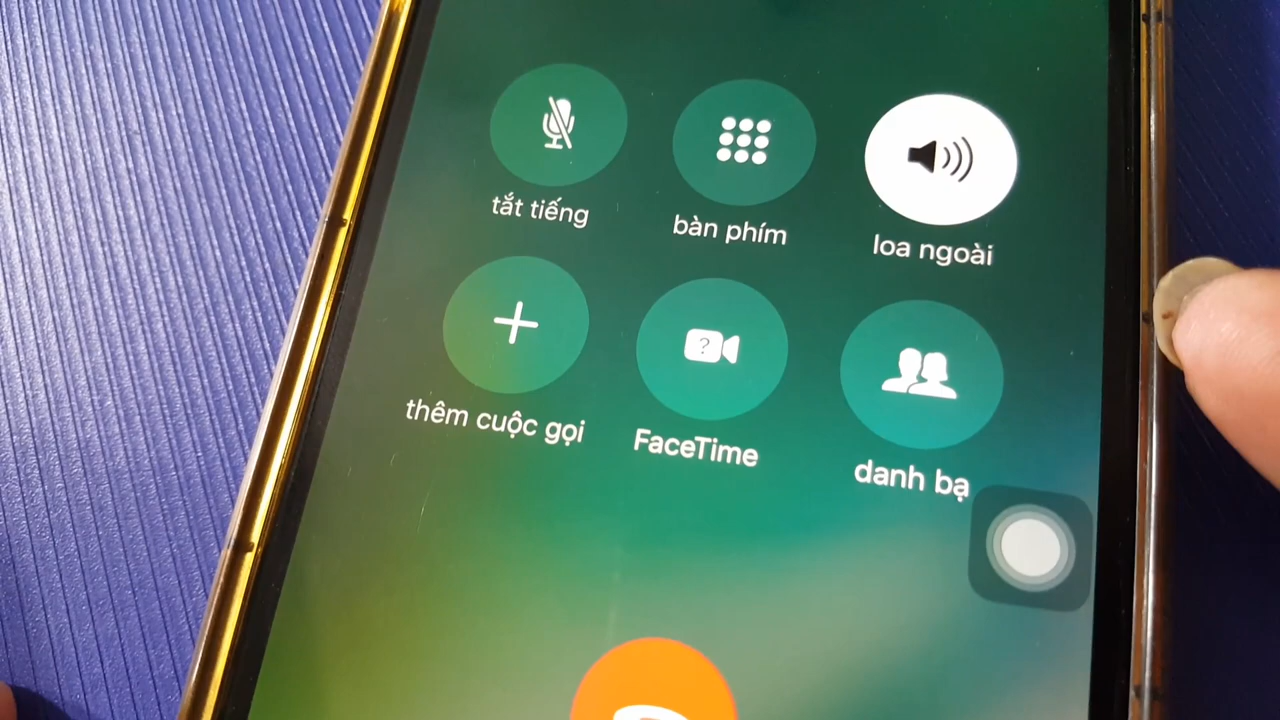 tắt tiếng
bàn phím
loa ngoài
thêm cuộc gọi
FaceTime
danh bạ